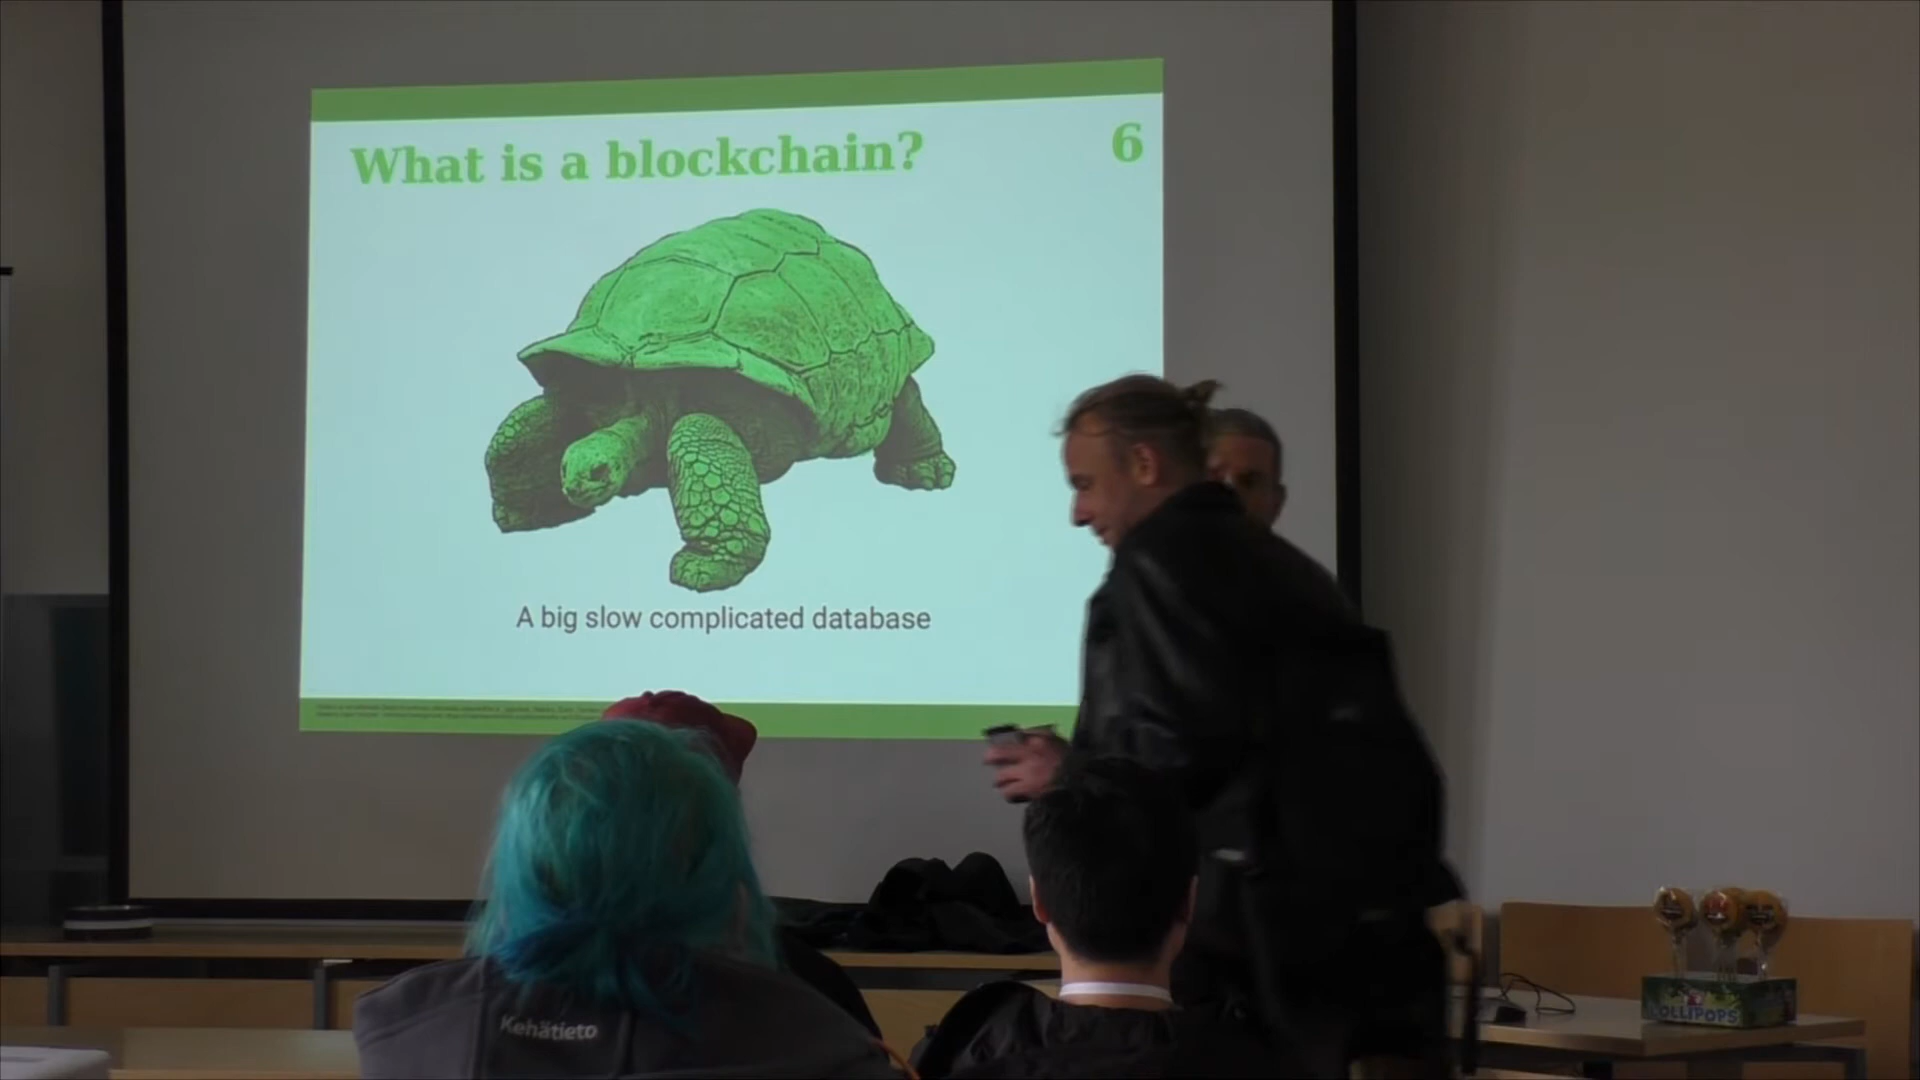 What is a blockchain?
6
A big slow complicated database
Kehätieto
LOLLIPOPS